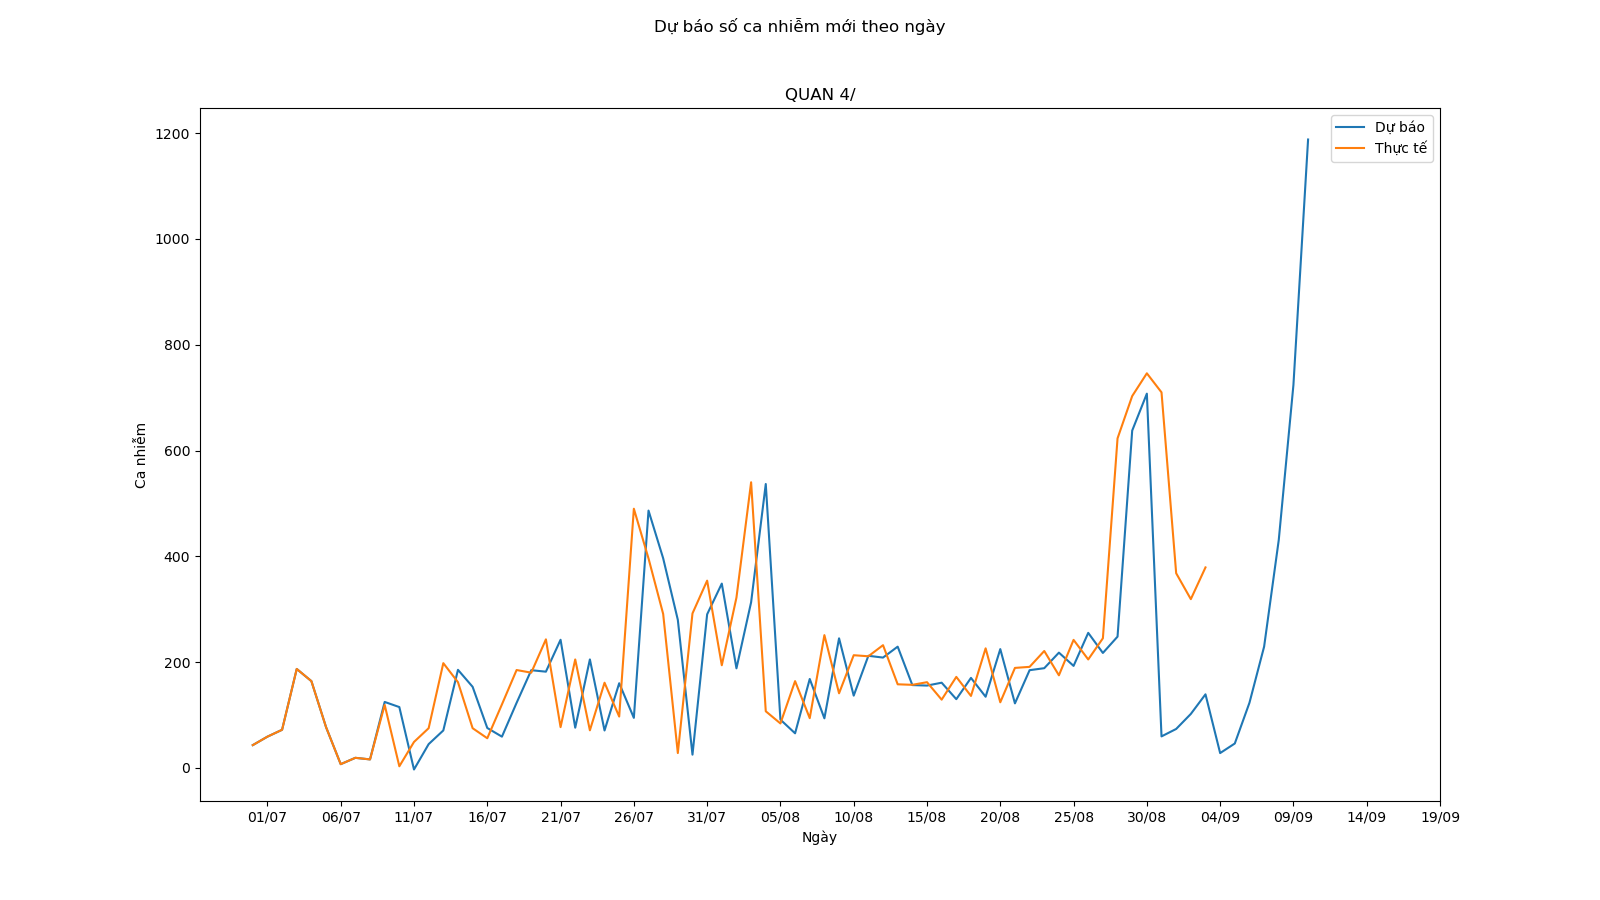 Dự báo số ca nhiễm mới theo ngày
QUAN 4/
Dự báo
Thực tế
1200
1000
800
600
400
200
0
Ca nhiễm
01/07 06/07 11/07 16/07 21/07 26/07 31/07 05/08 10/08 15/08 20/08 25/08 30/08 04/09 09/09 14/09 19/09
Ngày